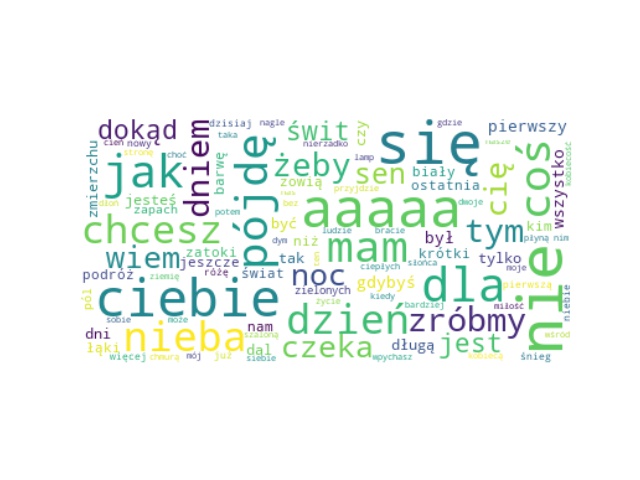 dokąd
dniem
dzisiaj
nagle
świt
czy
się
gdzie
pierwszy
cień
nowy
taka
nierzadko
zmierzchu
choć
jak
barwę
pójdę
żeby
lamp
sen
biały
cię
coś
wszystko
kobiecość
zowią
przyjdzie
ostatnia
jesteś
zapach
potem
być
aaaaa
dwoje
chcesz
dym
ludzie
bracie
był
tym
kim
płyną
nim
wiem
zatoki
niż
mam
krótki
jeszcze
tak
ten
ciepłych
słońca
tylko
moje
nie
podróż
ziemię
różę
świat
noc
gdybyś
dla
pierwszą
ciebie
zielonych
życie
kiedy
bardziej
miłość
niebie
pól
sobie
może
nam
dzień
zróbmy
dni
nieba
szaloną
wśród
łąki
dal
czeka
długą
jest
więcej
chmurą
mój
już
siebie
wpychasz
kobiecą
śnieg
bez